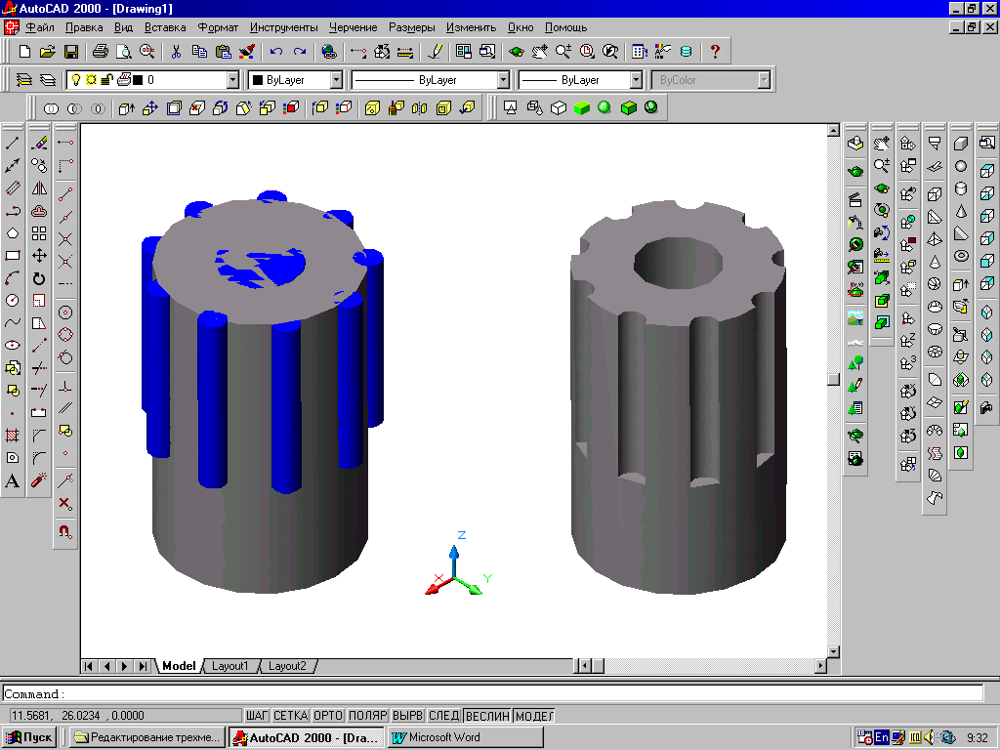 AutoCAD 2000 - [Drawing1]
Файл Правка Вид Вставка Формат Инструменты Черчение Размеры Изменить Окно Помощь
0 ByLayer ByLayer ByLayer ByColor
Z
X Y
Model Layout1 Layout2
Command:
11.5681, 26.0234 ,0.0000 ШАГ СЕТКА ОРТО ПОЛЯР ВЫРВ СЛЕД ВЕСЛИН МОДЕЛ
Пуск Редактирование трехме... AutoCAD 2000 - [Dra... Microsoft Word En 9:32